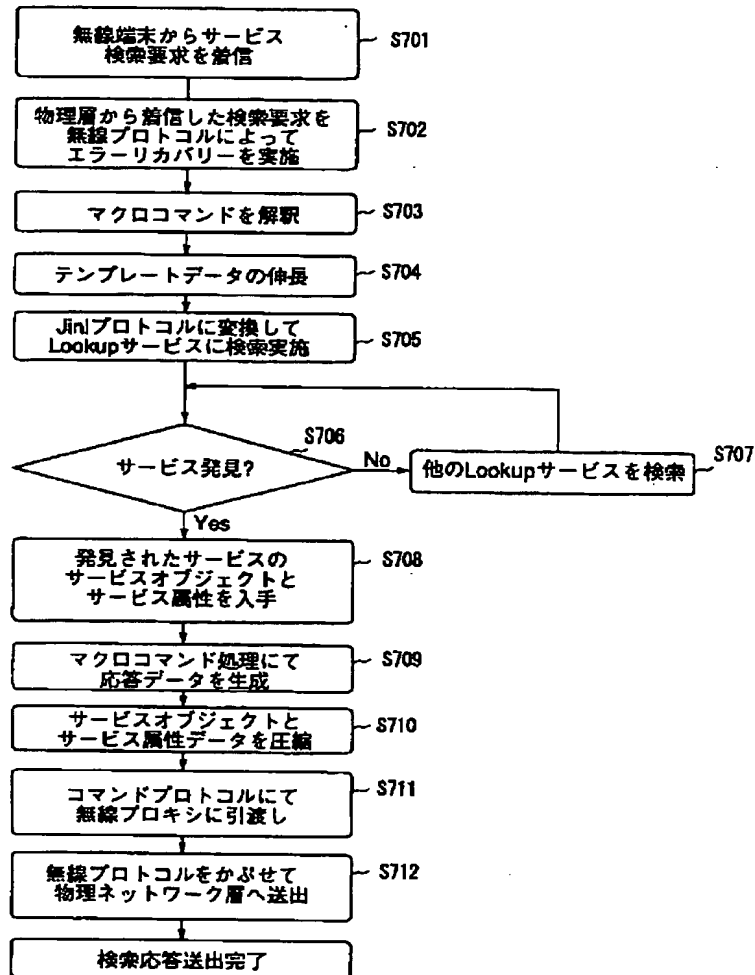 無線端末からサービス
検索要求を着信
S701
物理層から着信した検索要求を
無線プロトコルによって
エラーリカバリーを実施
S702
マクロコマンドを解釈
S703
テンプレートデータの伸長
S704
Jiniプロトコルに変換して
Lookupサービスに検索実施
S705
サービス発見?
S706
No
他のLookupサービスを検索
S707
Yes
発見されたサービスの
サービスオブジェクトと
サービス属性を入手
S708
マクロコマンド処理にて
応答データを生成
S709
サービスオブジェクトと
サービス属性データを圧縮
S710
コマンドプロトコルにて
無線プロキシに引渡し
S711
無線プロトコルをかぶせて
物理ネットワーク層へ送出
S712
検索応答送出完了